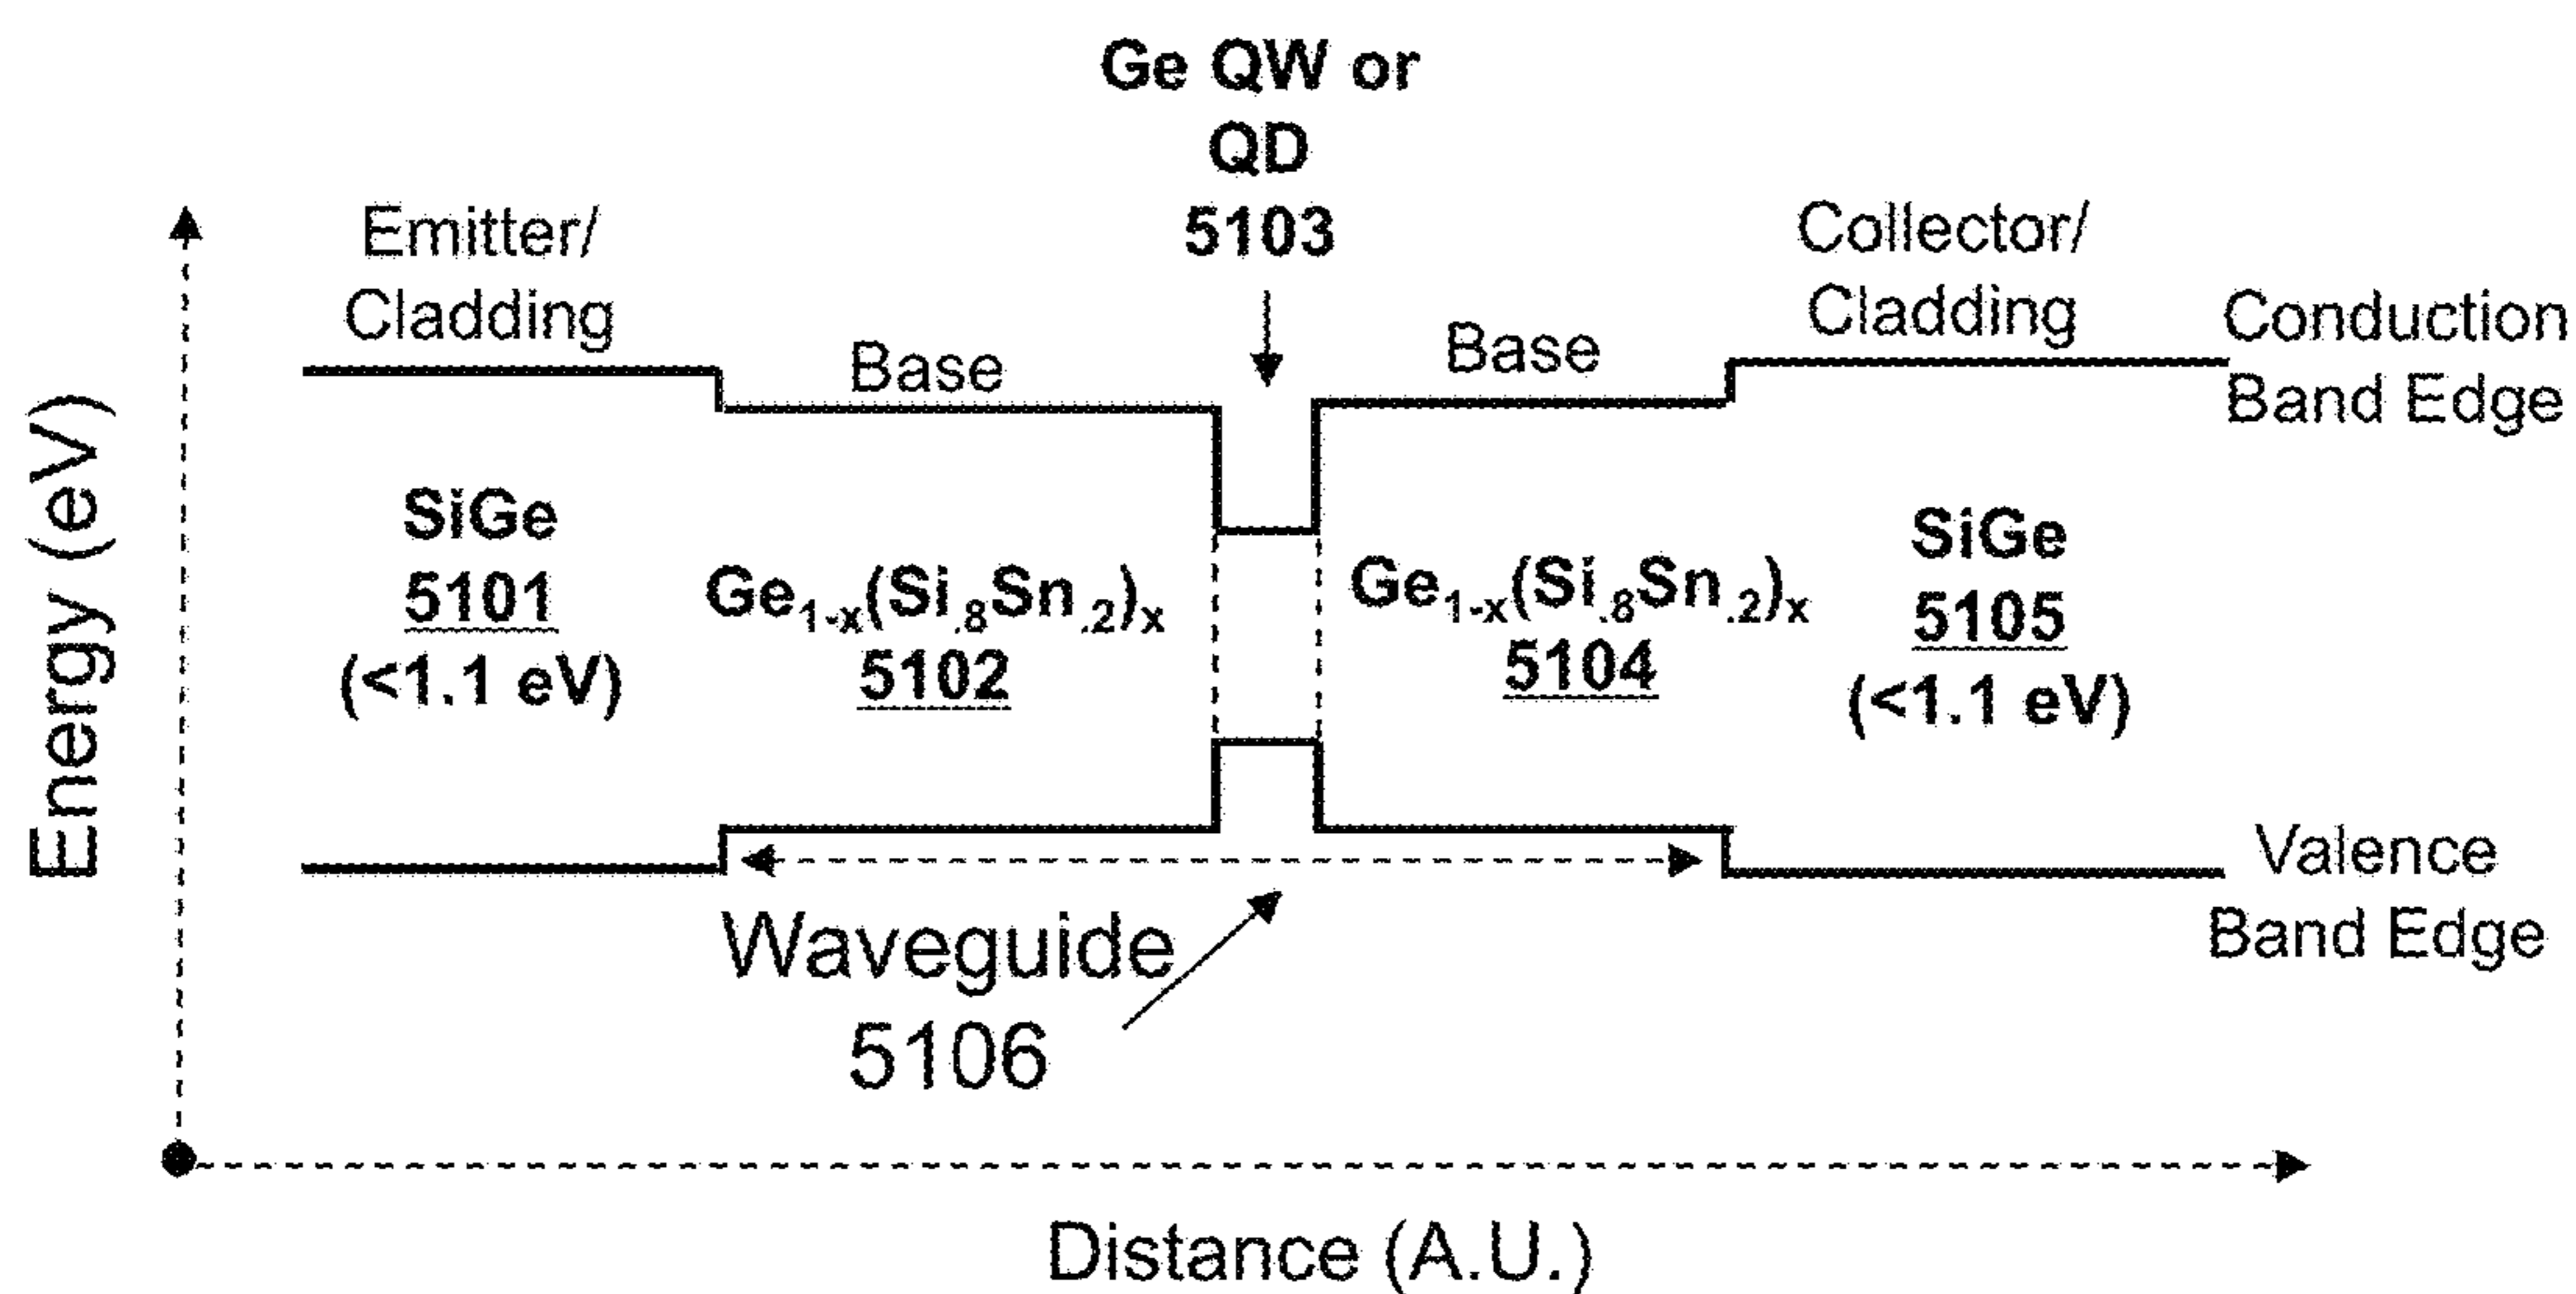 Ge QW or
QD
5103
Emitter/
Cladding
Collector/
Cladding
Conduction
Band Edge
Base
Base
Energy (eV)
SiGe
5101
(<1.1 eV)
Ge₁₋ₓ(Si.₈Sn.₂)ₓ
5102
Ge₁₋ₓ(Si.₈Sn.₂)ₓ
5104
SiGe
5105
(<1.1 eV)
Valence
Band Edge
Waveguide
5106
Distance (A.U.)